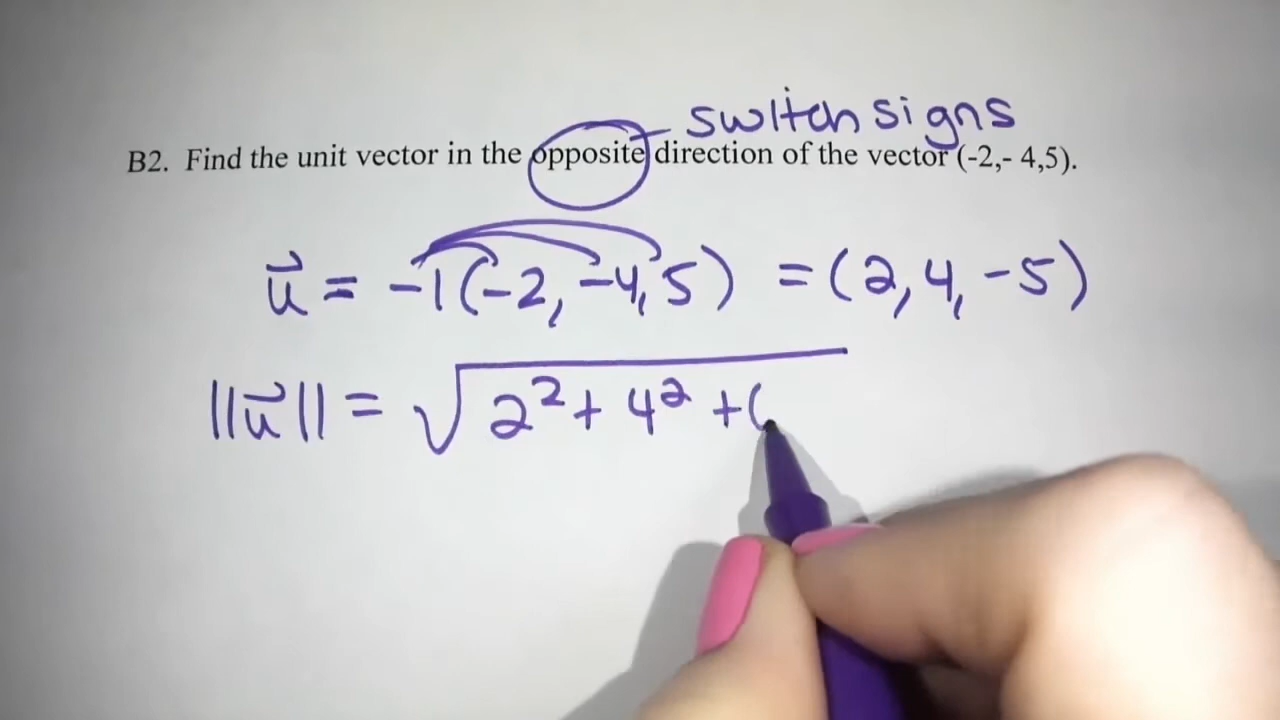 switch signs
B2. Find the unit vector in the opposite direction of the vector (-2,- 4,5).
u⃗ = -1(-2, -4, 5) = (2, 4, -5)
||u⃗|| = √2² + 4² + (